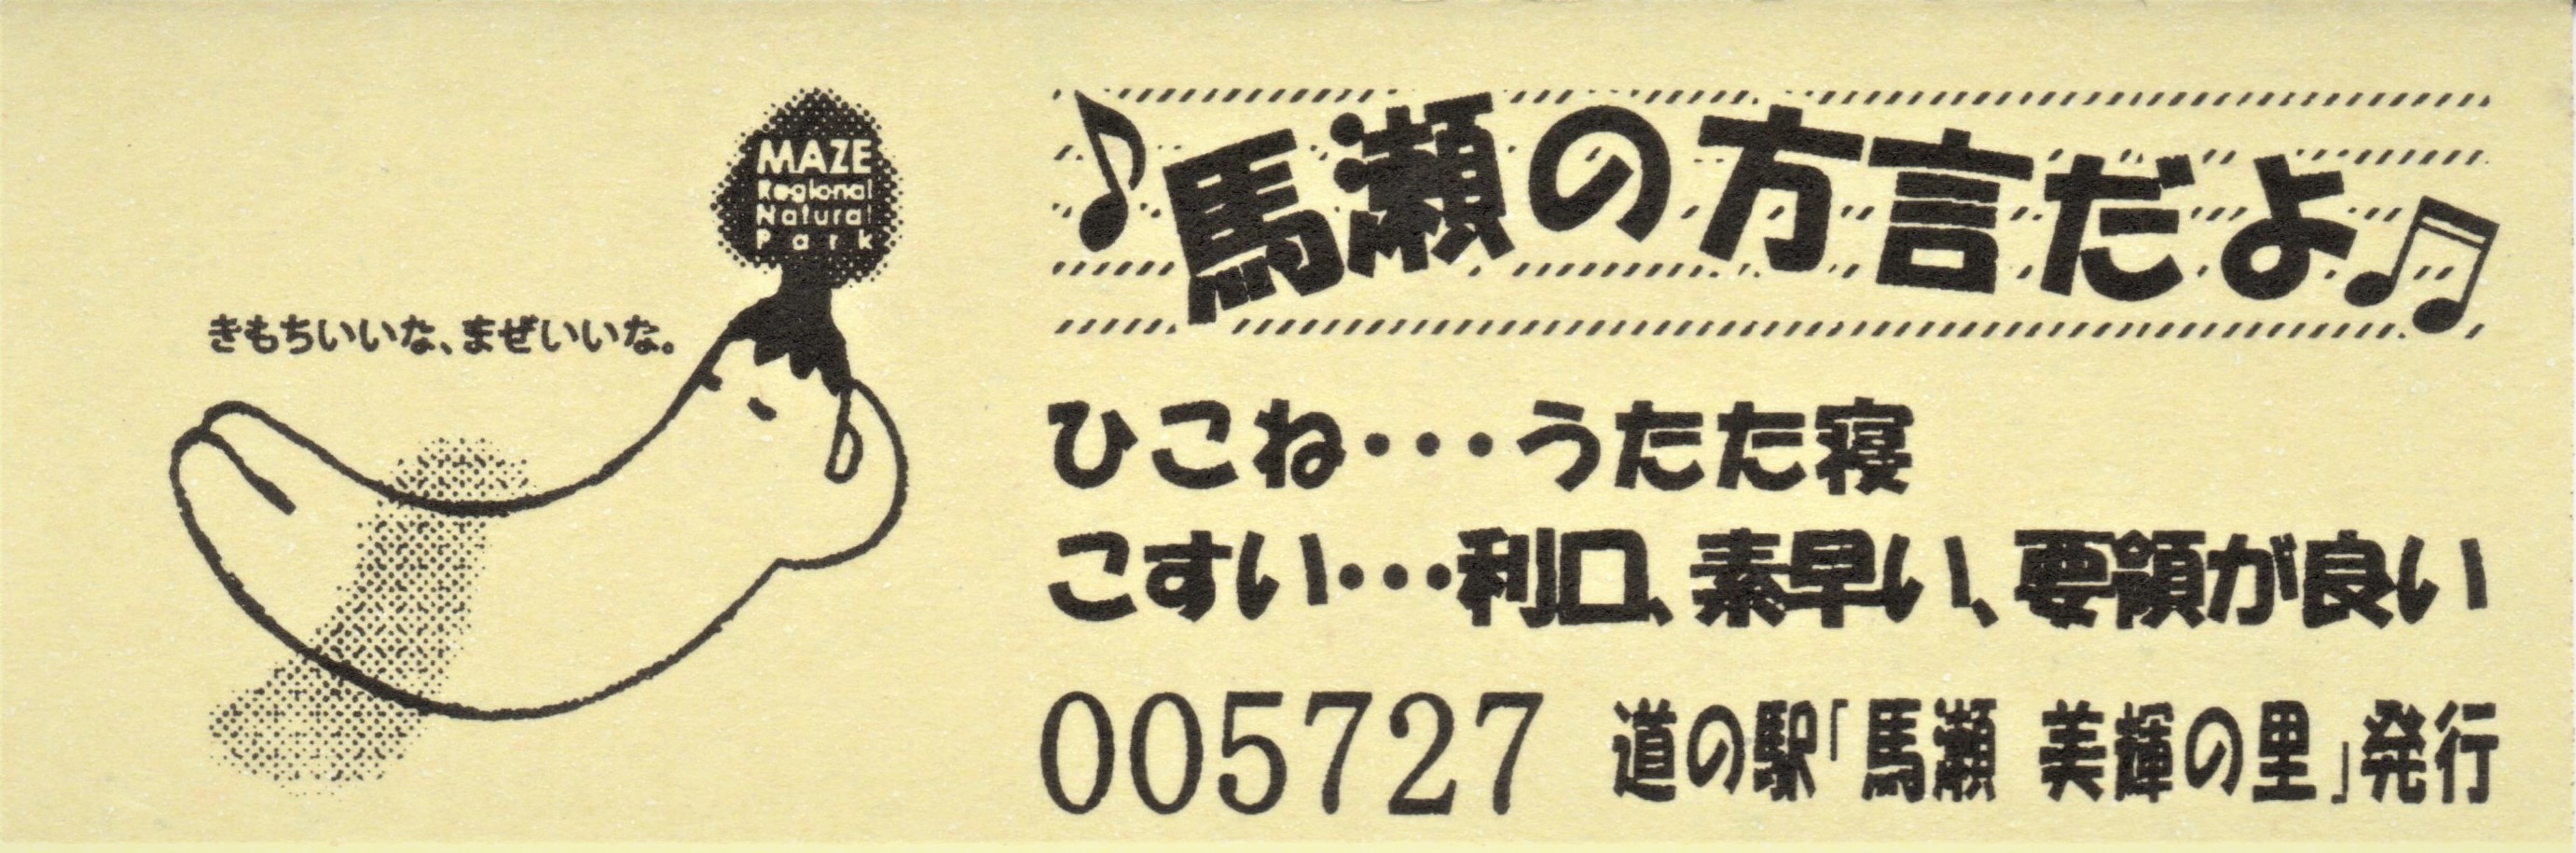 MAZE
Regional
Natural
Park
きもちいいな、まぜいいな。
♪馬瀬の方言だよ♫
ひこね・・・うたた寝
こすい・・・利口、素早い、要領が良い
005727 道の駅「馬瀬 美輝の里」発行